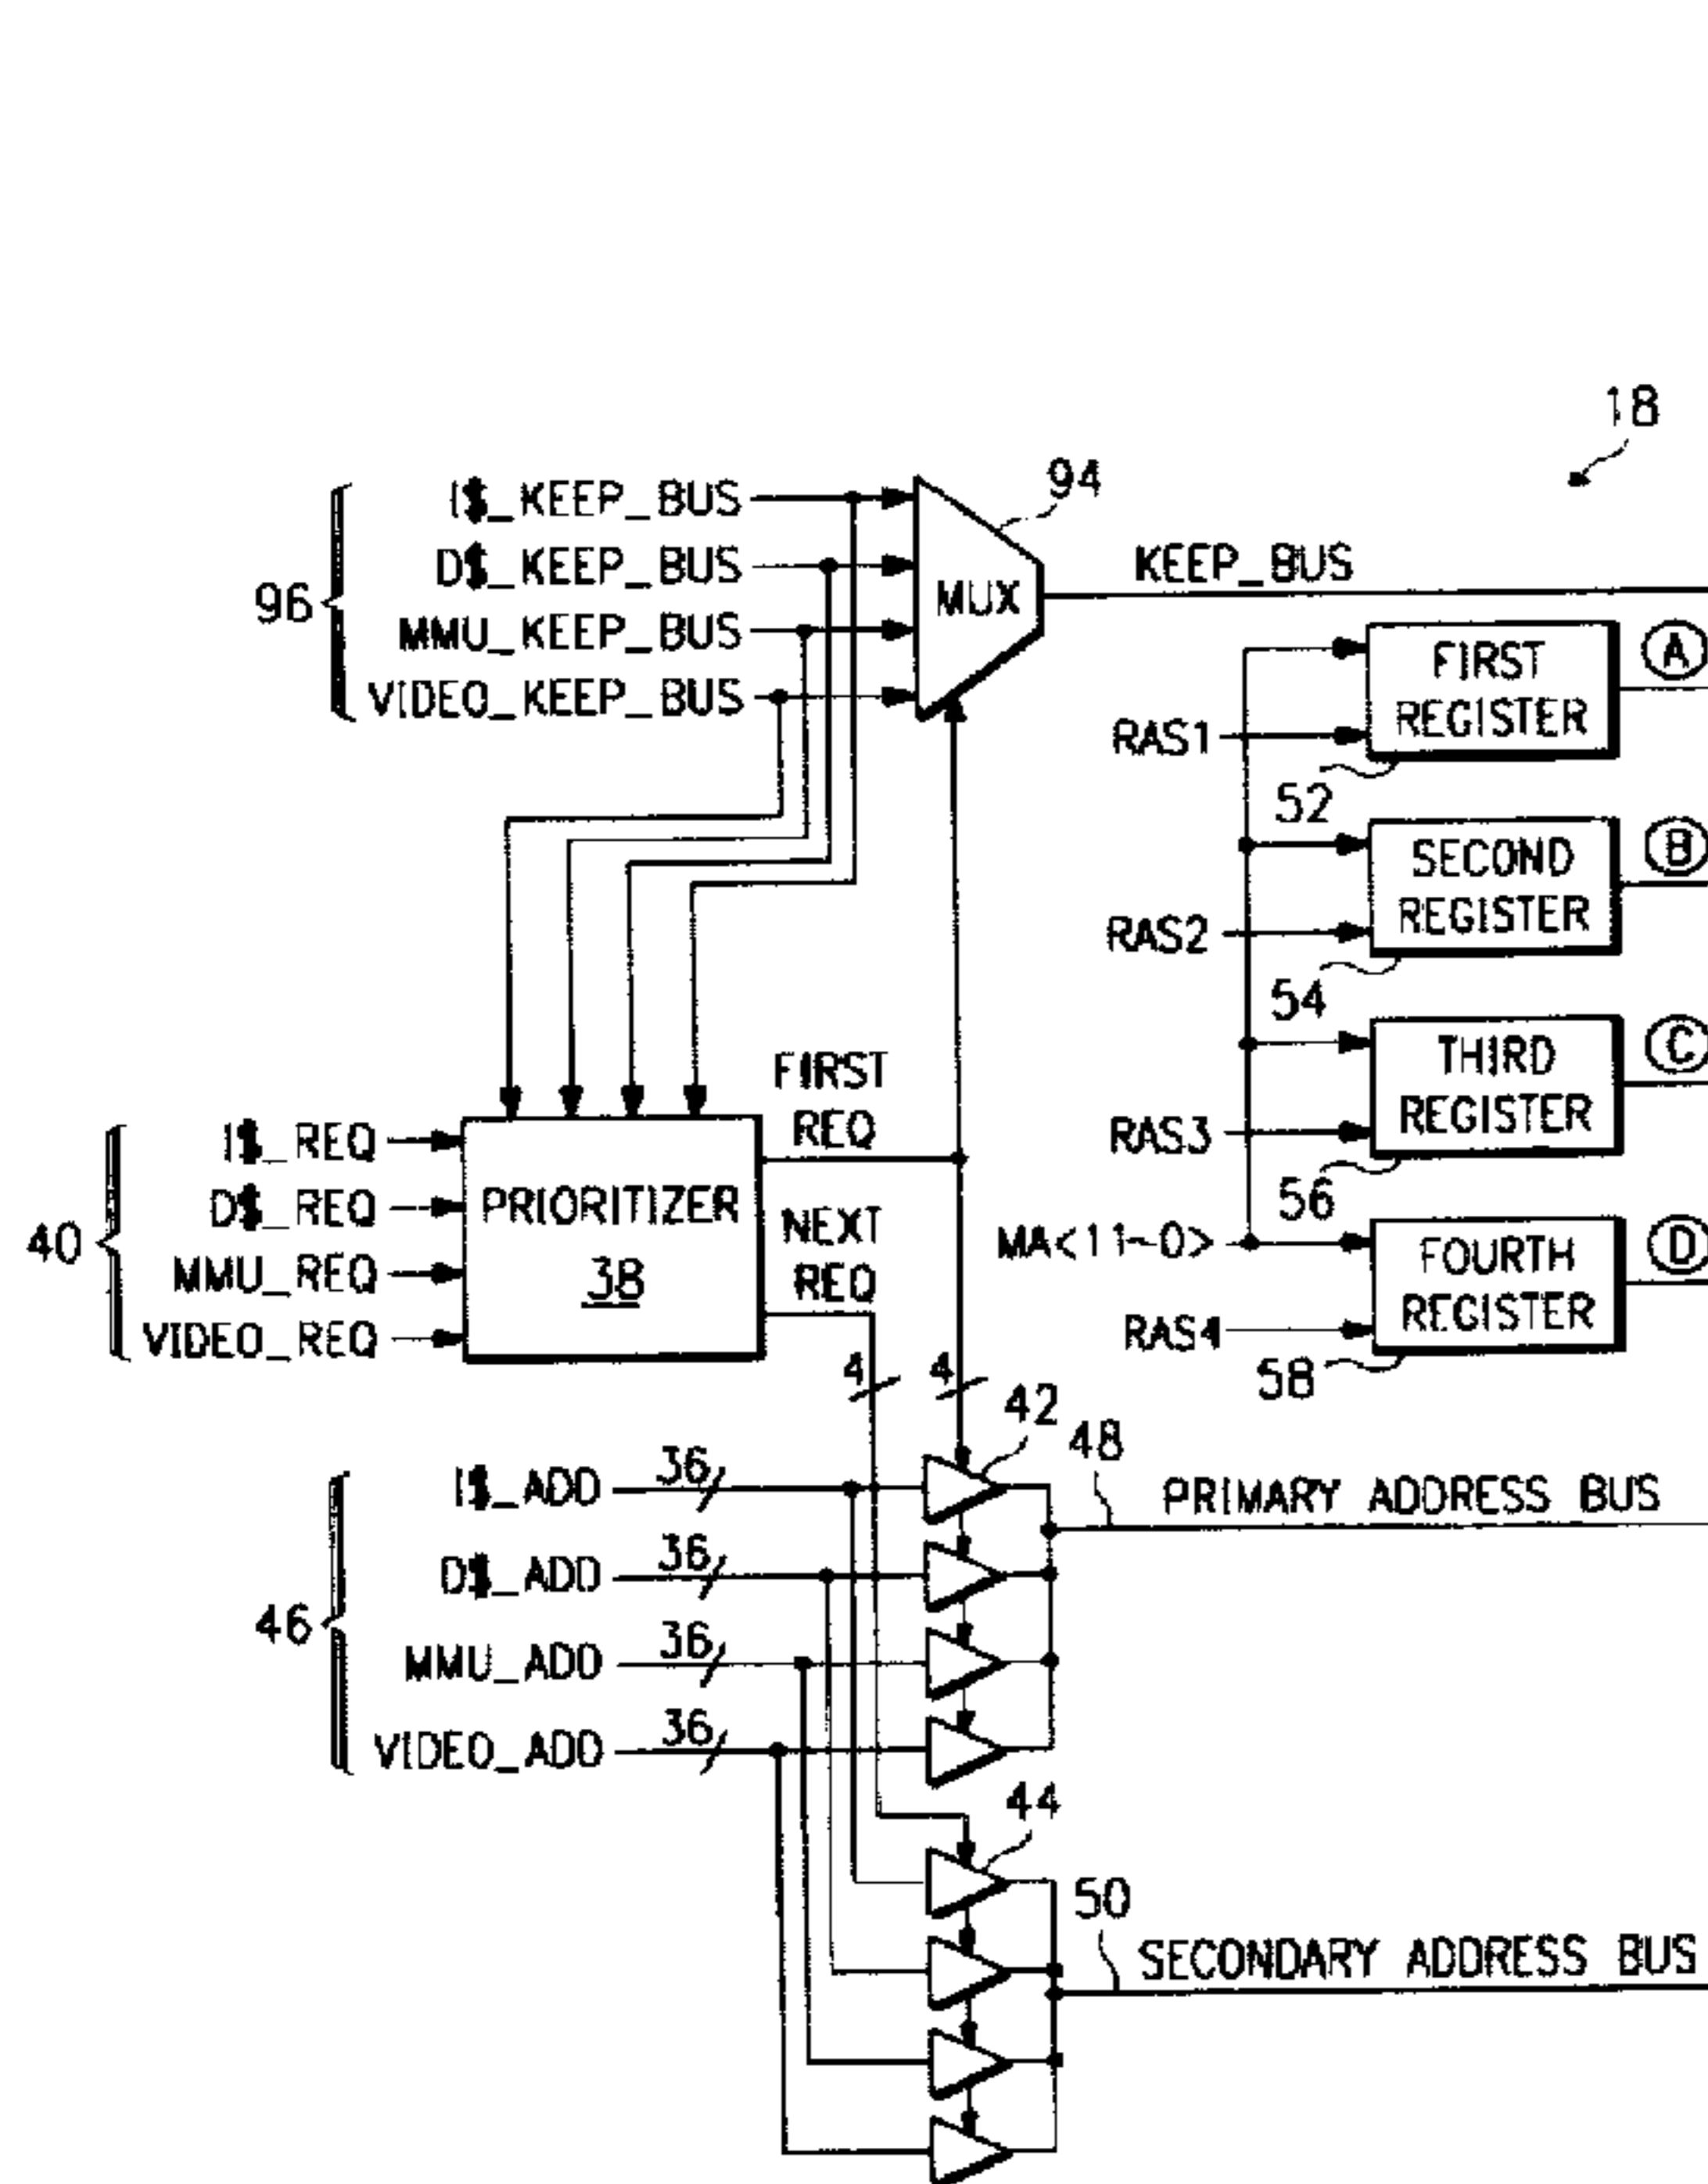 18
94
I$_KEEP_BUS
D$_KEEP_BUS
MMU_KEEP_BUS
VIDEO_KEEP_BUS
96
MUX
KEEP_BUS
FIRST
REGISTER
A
RAS1
52
SECOND
REGISTER
B
RAS2
54
THIRD
REGISTER
C
RAS3
56
MA<11-0>
FOURTH
REGISTER
D
RAS4
58
FIRST
REQ
NEXT
REQ
I$_REQ
D$_REQ
MMU_REQ
VIDEO_REQ
40
PRIORITIZER
38
4
4
42
48
I$_ADD
36
D$_ADD
36
MMU_ADD
36
VIDEO_ADD
36
46
PRIMARY ADDRESS BUS
44
50
SECONDARY ADDRESS BUS